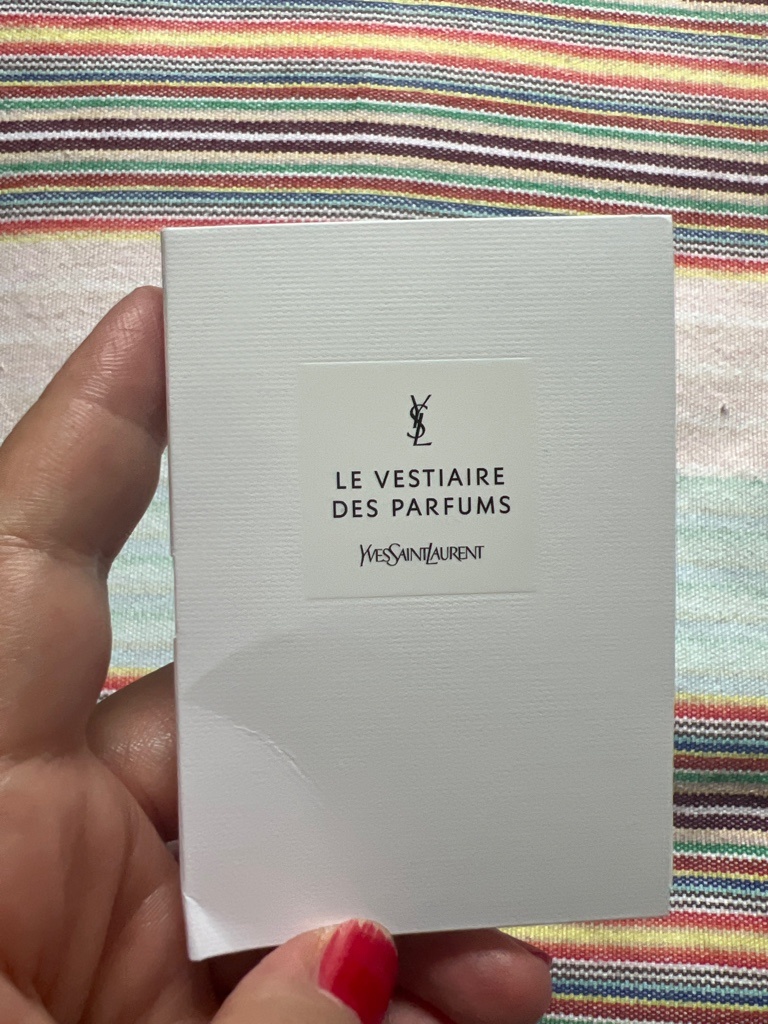 YSL
LE VESTIAIRE
DES PARFUMS
YVESSAINTLAURENT